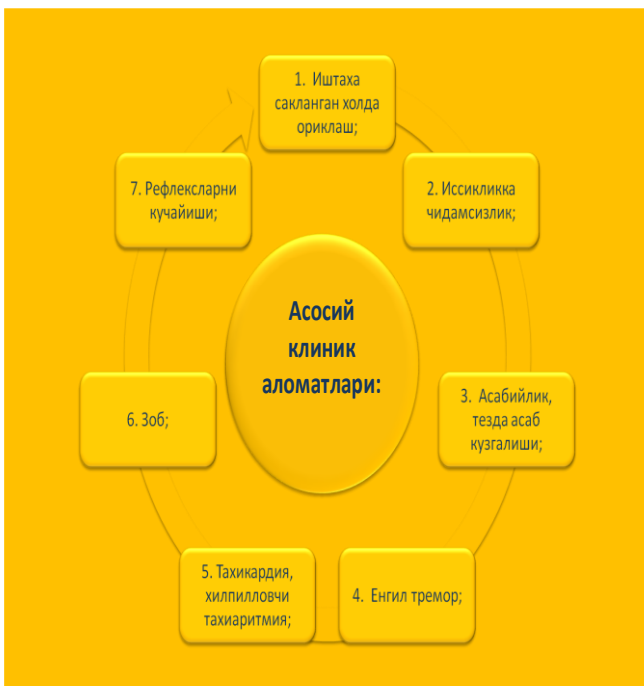 Асосий
клиник
аломатлари:
1. Иштаха
сакланган холда
ориклаш;
2. Иссикликка
чидамсизлик;
3. Асабийлик,
тезда асаб
кузгалиши;
4. Енгил тремор;
5. Тахикардия,
хилпилловчи
тахиаритмия;
6. Зоб;
7. Рефлексларни
кучайиши;